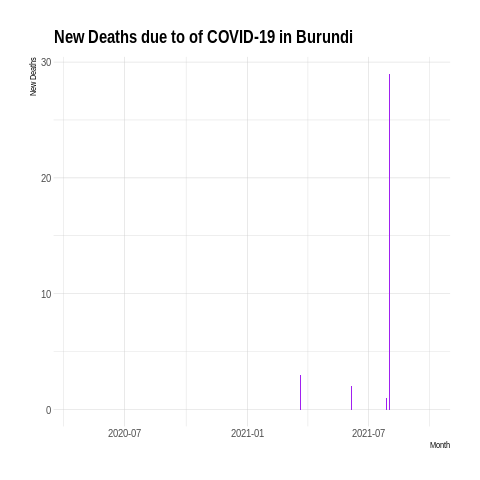 New Deaths due to of COVID-19 in Burundi
New Deaths
30
20
10
0
2020-07
2021-01
2021-07
Month